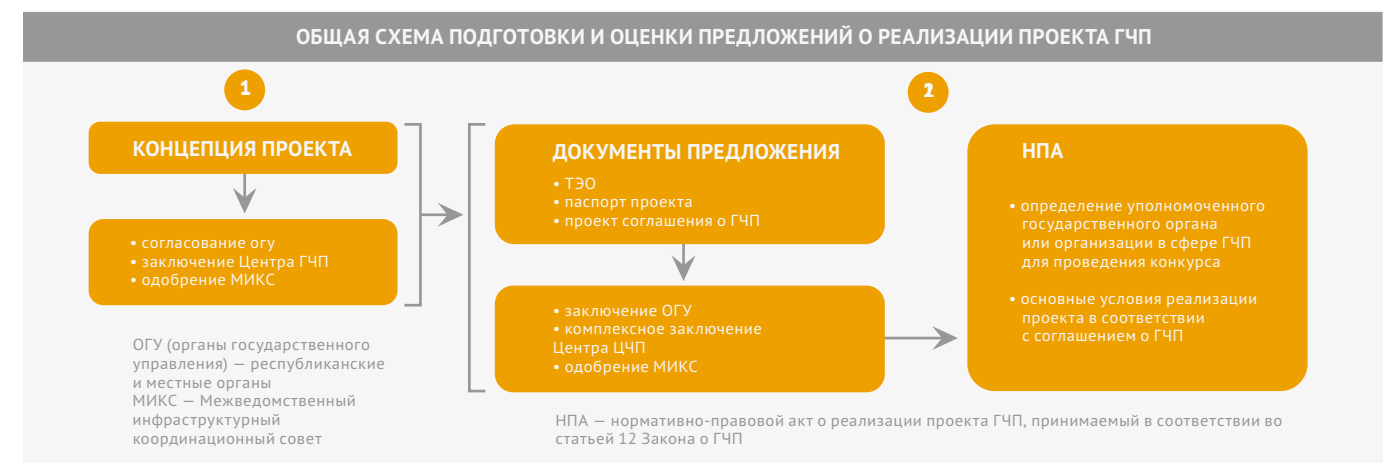 ОБЩАЯ СХЕМА ПОДГОТОВКИ И ОЦЕНКИ ПРЕДЛОЖЕНИЙ О РЕАЛИЗАЦИИ ПРОЕКТА ГЧП
1
КОНЦЕПЦИЯ ПРОЕКТА
• согласование огу
• заключение Центра ГЧП
• одобрение МИКС
ОГУ (органы государственного
управления) — республиканские
и местные органы
МИКС — Межведомственный
инфраструктурный
координационный совет
2
ДОКУМЕНТЫ ПРЕДЛОЖЕНИЯ
• ТЭО
• паспорт проекта
• проект соглашения о ГЧП
• заключение ОГУ
• комплексное заключение
Центра ЦЧП
• одобрение МИКС
НПА
• определение уполномоченного
государственного органа
или организации в сфере ГЧП
для проведения конкурса
• основные условия реализации
проекта в соответствии
с соглашением о ГЧП
НПА — нормативно-правовой акт о реализации проекта ГЧП, принимаемый в соответствии во
статьей 12 Закона о ГЧП